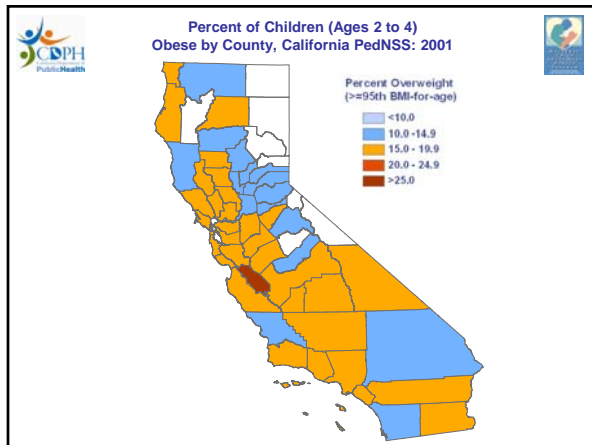 Percent of Children (Ages 2 to 4)
Obese by County, California PedNSS: 2001
CDPH
PublicHealth
Percent Overweight
(>=95th BMI-for-age)
<10.0
10.0 -14.9
15.0 - 19.9
20.0 - 24.9
>25.0